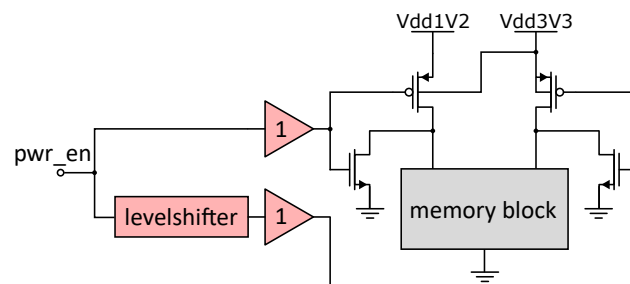 Vdd1V2 Vdd3V3
1
pwr_en
levelshifter
1
memory block